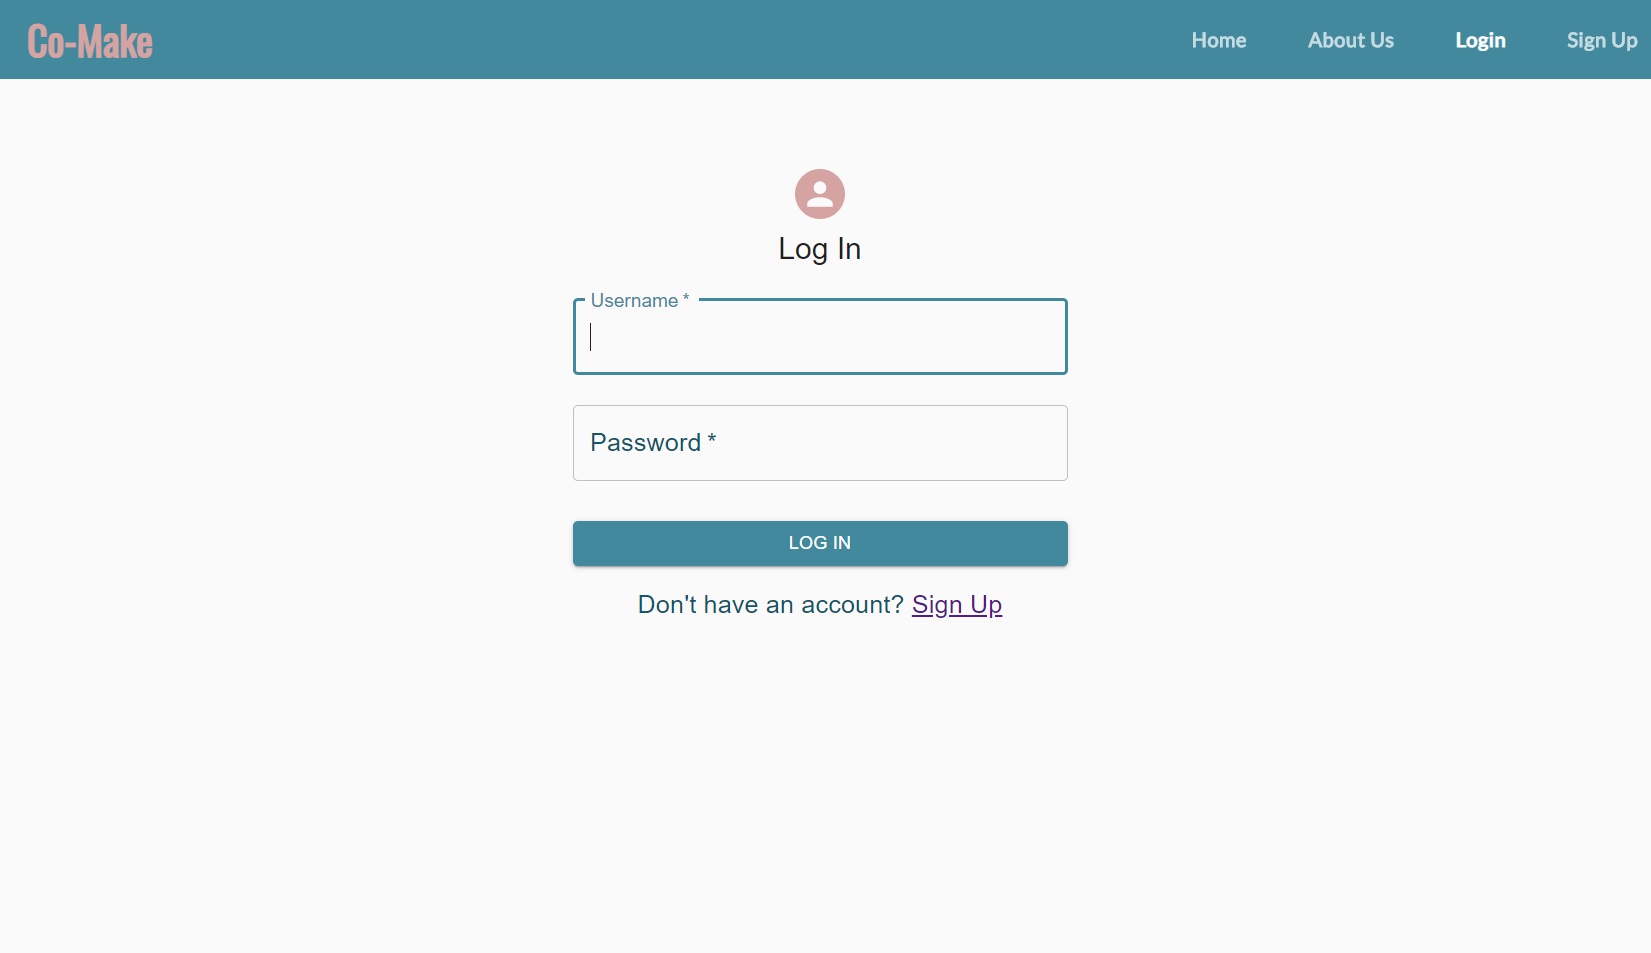 Co-Make
Home About Us Login Sign Up
Log In
Username *
Password *
LOG IN
Don't have an account? Sign Up